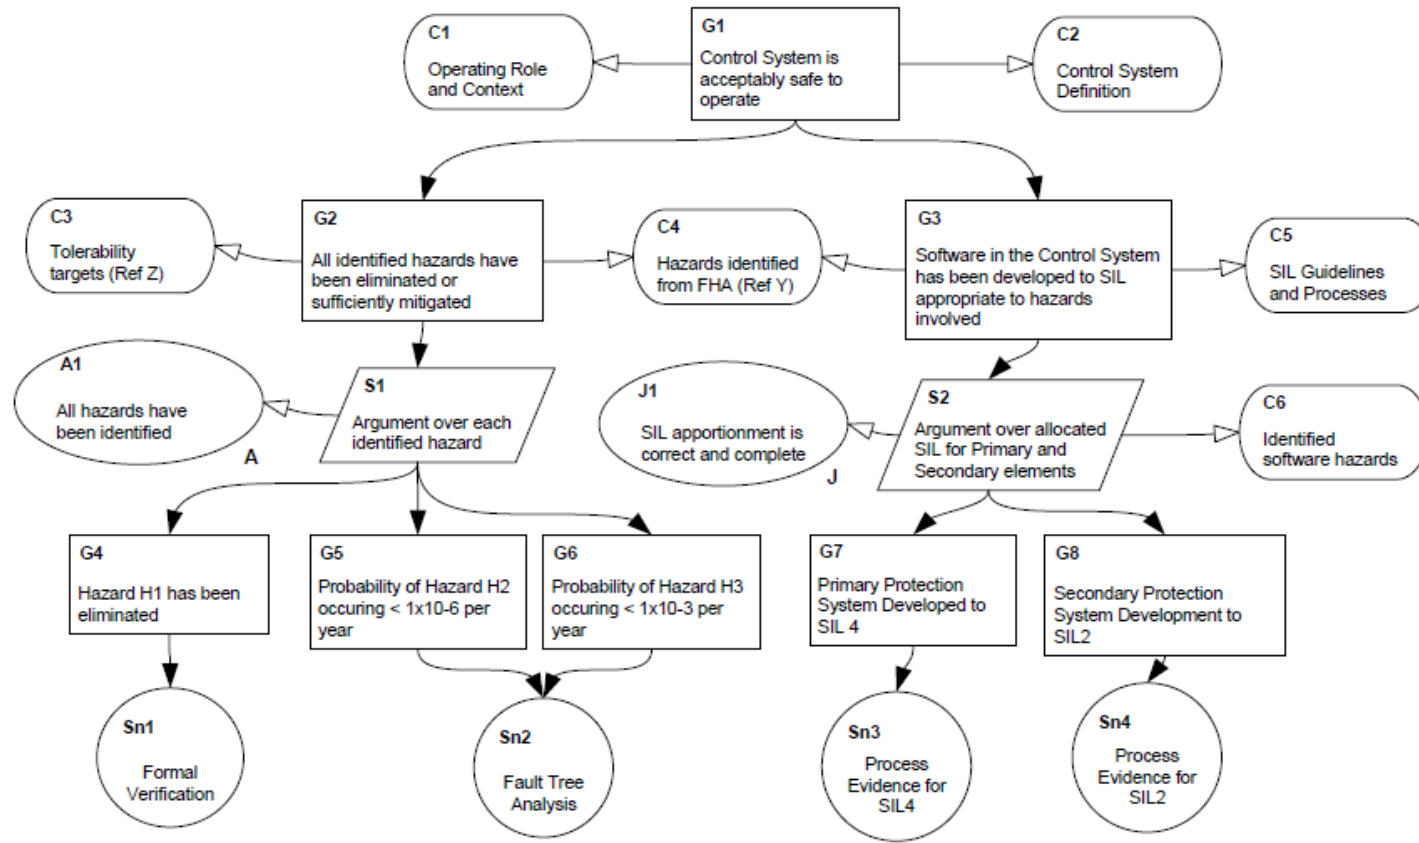 C1
Operating Role
and Context
G1
Control System is
acceptably safe to
operate
C2
Control System
Definition
C3
Tolerability
targets (Ref Z)
G2
All identified hazards have
been eliminated or
sufficiently mitigated
C4
Hazards identified
from FHA (Ref Y)
G3
Software in the Control System
has been developed to SIL
appropriate to hazards
involved
C5
SIL Guidelines
and Processes
A1
All hazards have
been identified
A
S1
Argument over each
identified hazard
J1
SIL apportionment is
correct and complete
J
S2
Argument over allocated
SIL for Primary and
Secondary elements
C6
Identified
software hazards
G4
Hazard H1 has been
eliminated
G5
Probability of Hazard H2
occuring < 1x10-6 per
year
G6
Probability of Hazard H3
occuring < 1x10-3 per
year
G7
Primary Protection
System Developed to
SIL 4
G8
Secondary Protection
System Development to
SIL2
Sn1
Formal
Verification
Sn2
Fault Tree
Analysis
Sn3
Process
Evidence for
SIL4
Sn4
Process
Evidence for
SIL2